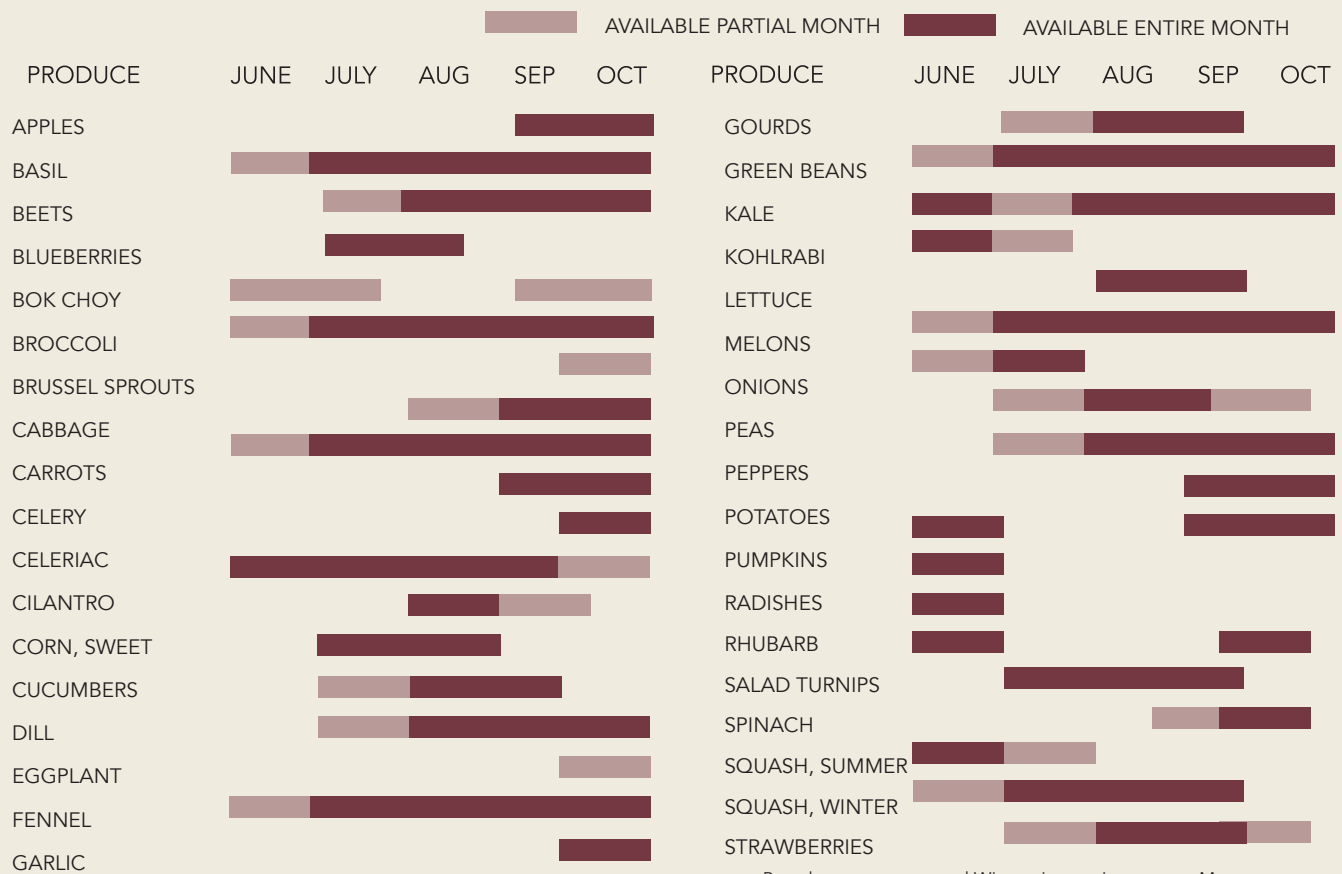 AVAILABLE PARTIAL MONTH AVAILABLE ENTIRE MONTH
PRODUCE JUNE JULY AUG SEP OCT
APPLES
BASIL
BEETS
BLUEBERRIES
BOK CHOY
BROCCOLI
BRUSSEL SPROUTS
CABBAGE
CARROTS
CELERY
CELERIAC
CILANTRO
CORN, SWEET
CUCUMBERS
DILL
EGGPLANT
FENNEL
GARLIC
PRODUCE JUNE JULY AUG SEP OCT
GOURDS
GREEN BEANS
KALE
KOHLRABI
LETTUCE
MELONS
ONIONS
PEAS
PEPPERS
POTATOES
PUMPKINS
RADISHES
RHUBARB
SALAD TURNIPS
SPINACH
SQUASH, SUMMER
SQUASH, WINTER
STRAWBERRIES